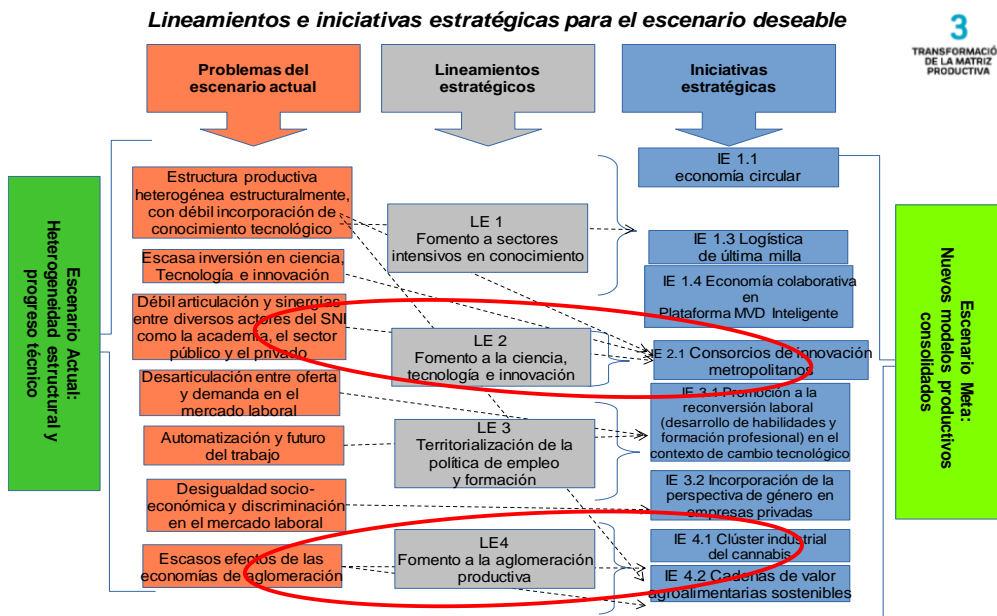 Lineamientos e iniciativas estratégicas para el escenario deseable
3
TRANSFORMACIÓ
DE LA MATRIZ
PRODUCTIVA
Problemas del
escenario actual
Lineamientos
estratégicos
Iniciativas
estratégicas
Escenario Actual:
Heterogeneidad estructural y
progreso técnico
Estructura productiva
heterogénea estructuralmente,
con débil incorporación de
conocimiento tecnológico
Escasa inversión en ciencia,
Tecnología e innovación
Débil articulación y sinergias
entre diversos actores del SNI
como la academia, el sector
público y el privado
Desarticulación entre oferta
y demanda en el
mercado laboral
Automatización y futuro
del trabajo
Desigualdad socio-
económica y discriminación
en el mercado laboral
Escasos efectos de las
economías de aglomeración
LE 1
Fomento a sectores
intensivos en conocimiento
LE 2
Fomento a la ciencia,
tecnología e innovación
LE 3
Territorialización de la
política de empleo
y formación
LE4
Fomento a la aglomeración
productiva
IE 1.1
economía circular
IE 1.3 Logística
de última milla
IE 1.4 Economía colaborativa
en
Plataforma MVD Inteligente
IE 2.1 Consorcios de innovación
metropolitanos
IE 3.1 Promoción a la
reconversión laboral
(desarrollo de habilidades y
formación profesional) en el
contexto de cambio tecnológico
IE 3.2 Incorporación de la
perspectiva de género en
empresas privadas
IE 4.1 Clúster industrial
del cannabis
IE 4.2 Cadenas de valor
agroalimentarias sostenibles
Escenario Meta:
Nuevos modelos productivos
consolidados